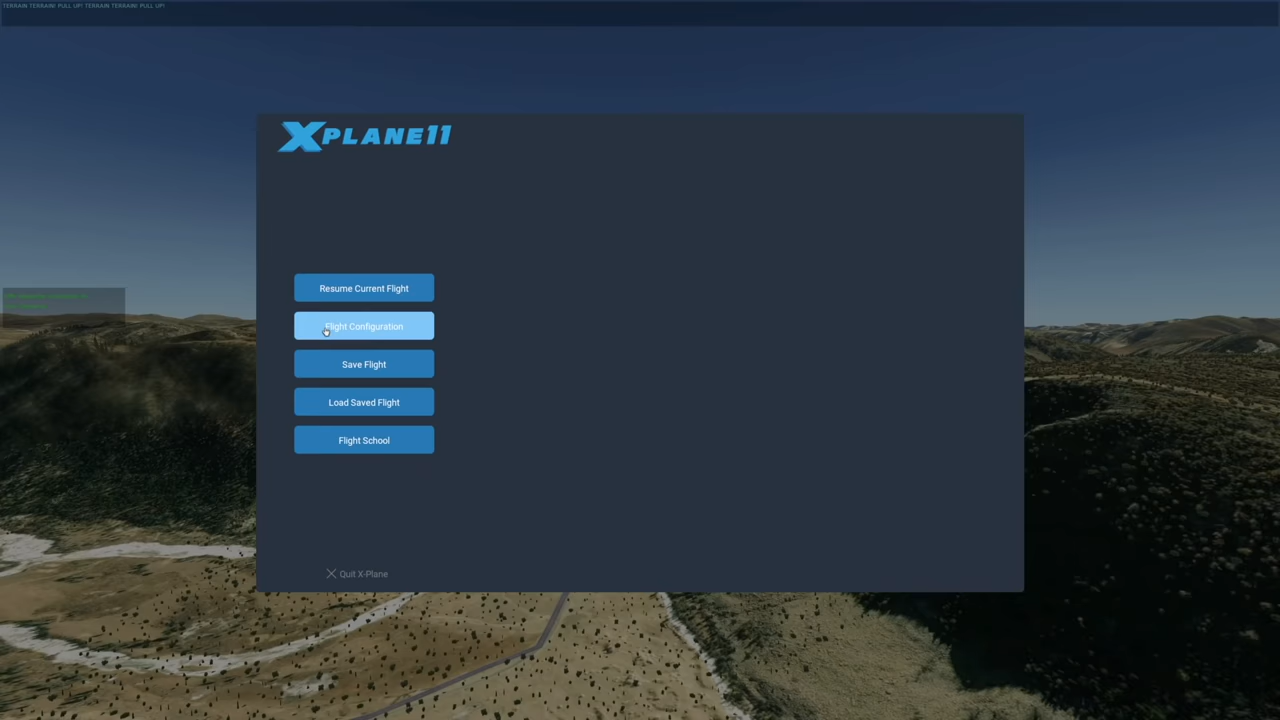 TERRAIN TERRAIN! PULL UP! TERRAIN TERRAIN! PULL UP!
XPLANE11
Resume Current Flight
Flight Configuration
Save Flight
Load Saved Flight
Flight School
Quit X-Plane